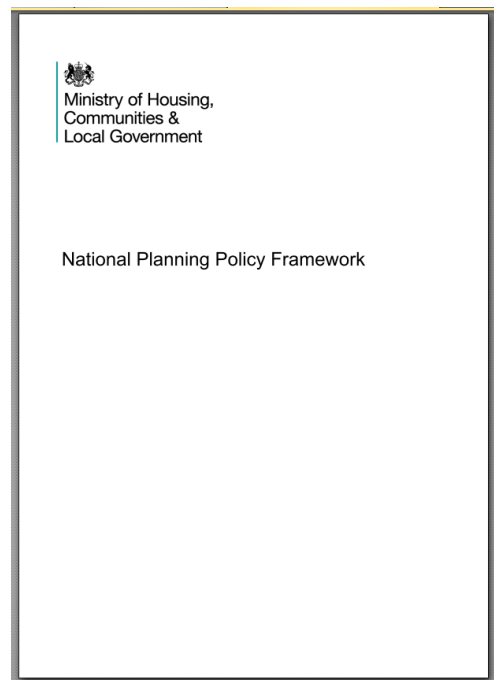 Ministry of Housing,
Communities &
Local Government
National Planning Policy Framework